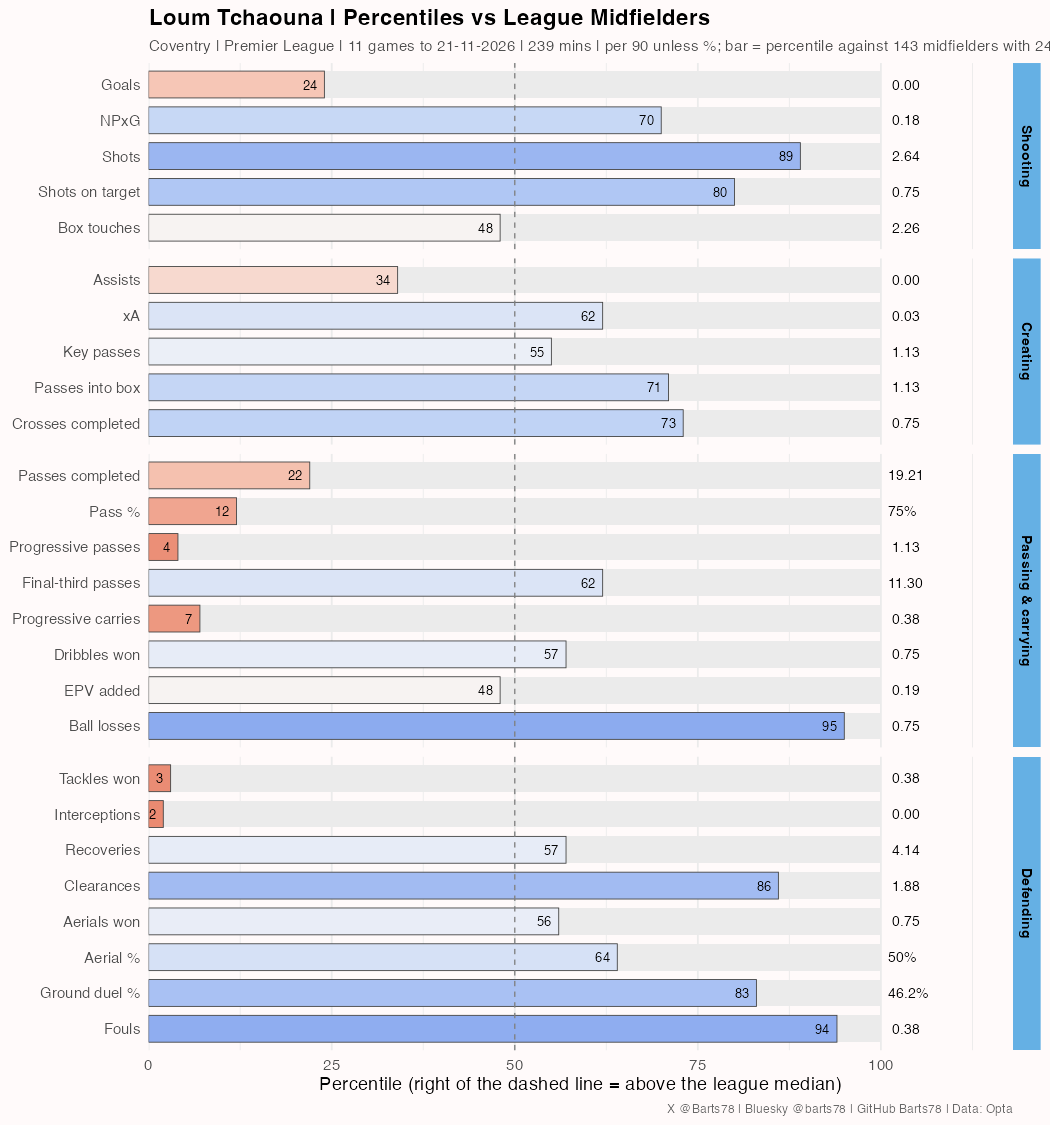 Loum Tchaouna | Percentiles vs League Midfielders
Coventry | Premier League | 11 games to 21-11-2026 | 239 mins | per 90 unless %; bar = percentile against 143 midfielders with 24
Goals 24 0.00
NPxG 70 0.18
Shots 89 2.64
Shots on target 80 0.75
Box touches 48 2.26
Shooting
Assists 34 0.00
xA 62 0.03
Key passes 55 1.13
Passes into box 71 1.13
Crosses completed 73 0.75
Creating
Passes completed 22 19.21
Pass % 12 75%
Progressive passes 4 1.13
Final-third passes 62 11.30
Progressive carries 7 0.38
Dribbles won 57 0.75
EPV added 48 0.19
Ball losses 95 0.75
Passing & carrying
Tackles won 3 0.38
Interceptions 2 0.00
Recoveries 57 4.14
Clearances 86 1.88
Aerials won 56 0.75
Aerial % 64 50%
Ground duel % 83 46.2%
Fouls 94 0.38
Defending
0 25 50 75 100
Percentile (right of the dashed line = above the league median)
X @Barts78 | Bluesky @barts78 | GitHub Barts78 | Data: Opta